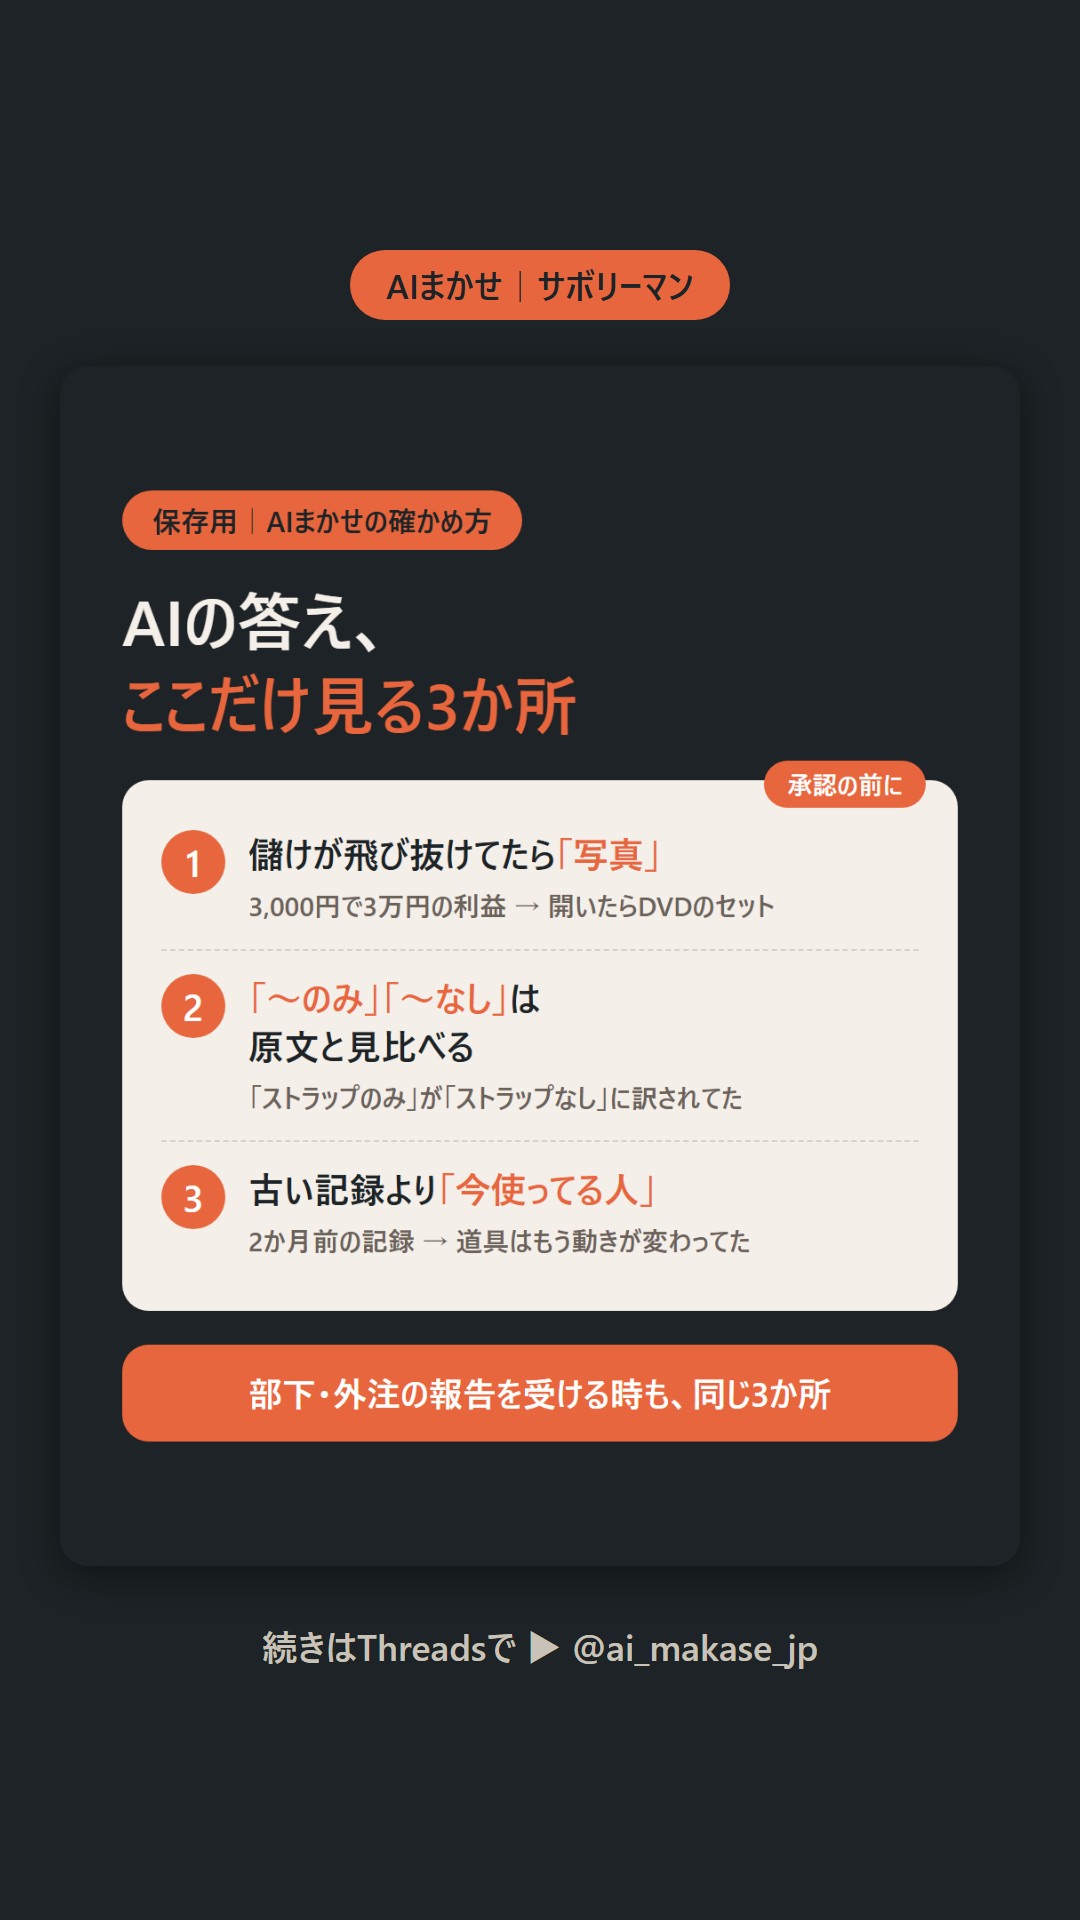 AIまかせ｜サボリーマン
保存用｜AIまかせの確かめ方
AIの答え、
ここだけ見る3か所
承認の前に
1 儲けが飛び抜けてたら「写真」
3,000円で3万円の利益 → 開いたらDVDのセット
2 「〜のみ」「〜なし」は
原文と見比べる
「ストラップのみ」が「ストラップなし」に訳されてた
3 古い記録より「今使ってる人」
2か月前の記録 → 道具はもう動きが変わってた
部下・外注の報告を受ける時も、同じ3か所
続きはThreadsで ▶ @ai_makase_jp